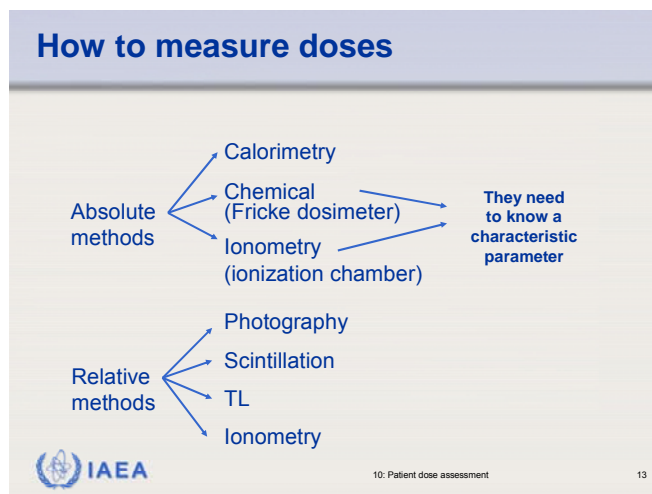 How to measure doses
Calorimetry
Chemical
(Fricke dosimeter)
Absolute
methods
Ionometry
(ionization chamber)
They need
to know a
characteristic
parameter
Photography
Scintillation
Relative
methods
TL
Ionometry
IAEA
10: Patient dose assessment
13